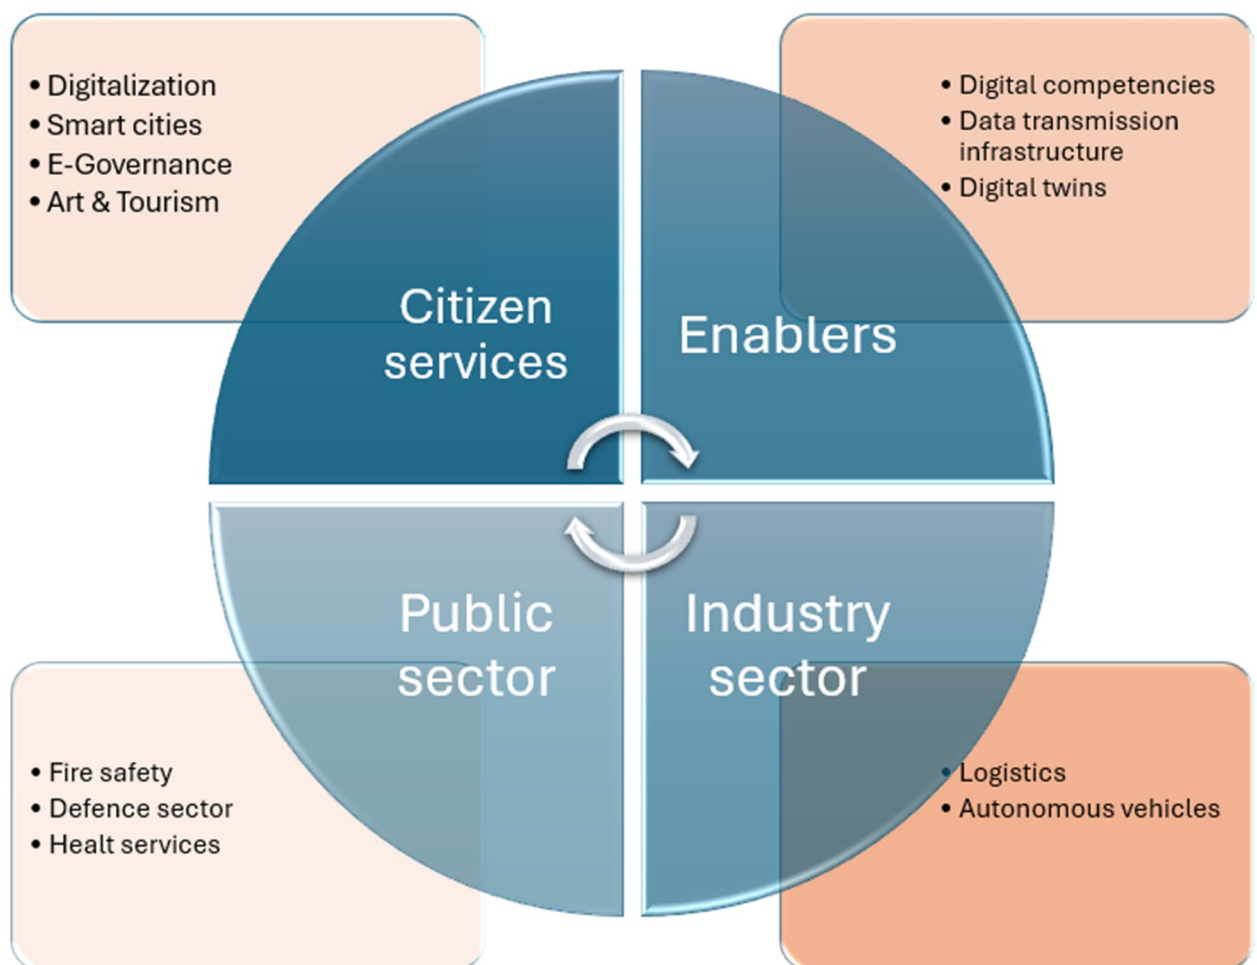 • Digitalization
• Smart cities
• E-Governance
• Art & Tourism
• Digital competencies
• Data transmission
infrastructure
• Digital twins
Citizen
services
Enablers
Public
sector
Industry
sector
• Fire safety
• Defence sector
• Healt services
• Logistics
• Autonomous vehicles